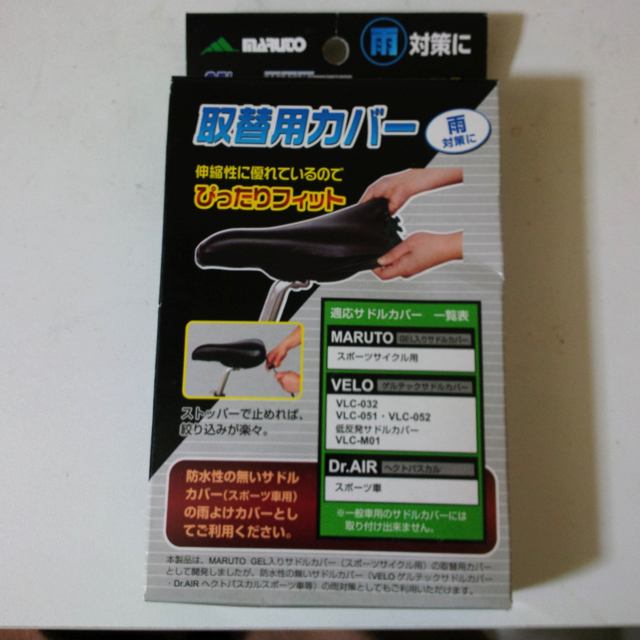 MARUTO
雨 対策に
取替用カバー
雨
対策に
伸縮性に優れているので
ぴったりフィット
適応サドルカバー 一覧表
MARUTO GEL入りサドルカバー
スポーツサイクル用
VELO ゲルテックサドルカバー
VLC-032
VLC-051・VLC-052
低反発サドルカバー
VLC-M01
Dr.AIR ヘクトパスカル
スポーツ車
※一般車用のサドルカバーには
取り付け出来ません。
ストッパーで止めれば、
絞り込みが楽々。
防水性の無いサドル
カバー(スポーツ車用)
の雨よけカバーとし
てご利用ください。
本製品は、MARUTO GEL入りサドルカバー(スポーツサイクル用)の取替用カバー
として開発しましたが、防水性の無いサドルカバー(VELOゲルテックサドルカバー
・Dr.AIRヘクトパスカルスポーツ車等)の雨対策としてもご利用いただけます。